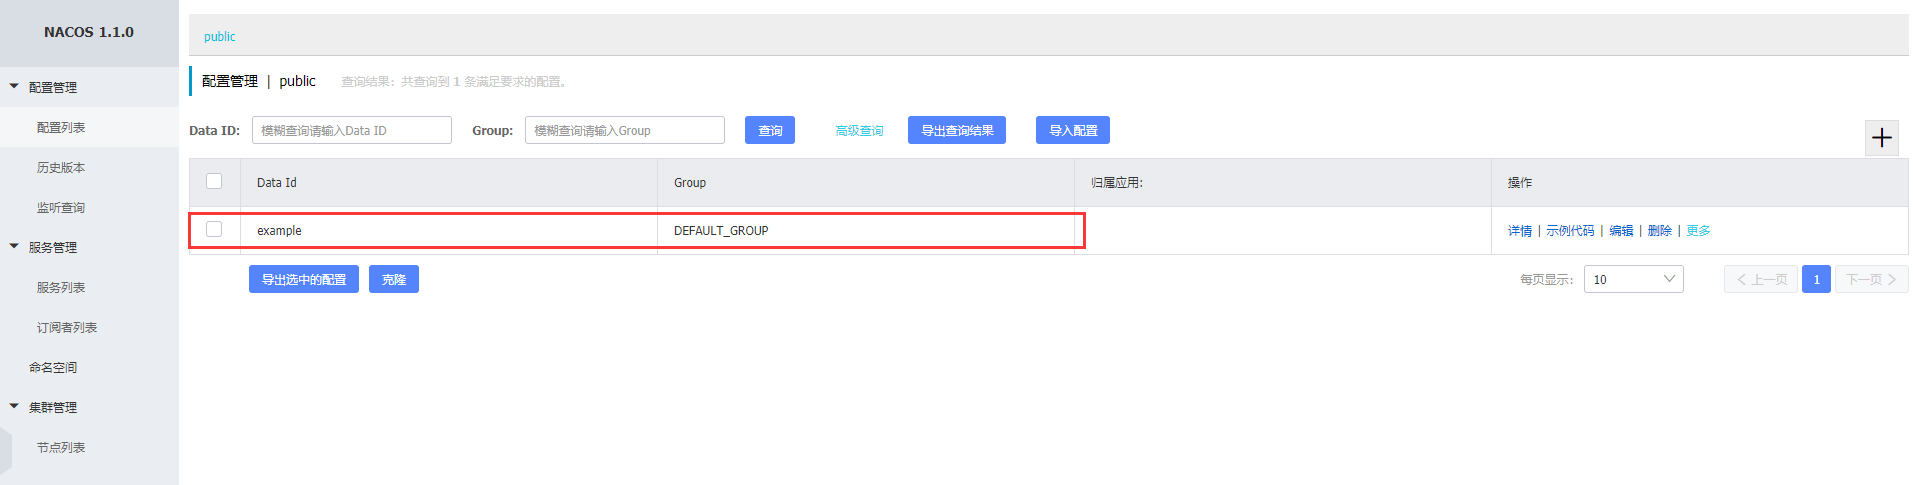 NACOS 1.1.0
配置管理
配置列表
历史版本
监听查询
服务管理
服务列表
订阅者列表
命名空间
集群管理
节点列表
public
配置管理 | public 查询结果：共查询到 1 条满足要求的配置。
Data ID: 模糊查询请输入Data ID Group: 模糊查询请输入Group 查询 高级查询 导出查询结果 导入配置
Data Id Group 归属应用: 操作
example DEFAULT_GROUP 详情 | 示例代码 | 编辑 | 删除 | 更多
导出选中的配置 克隆 每页显示: 10 上一页 1 下一页